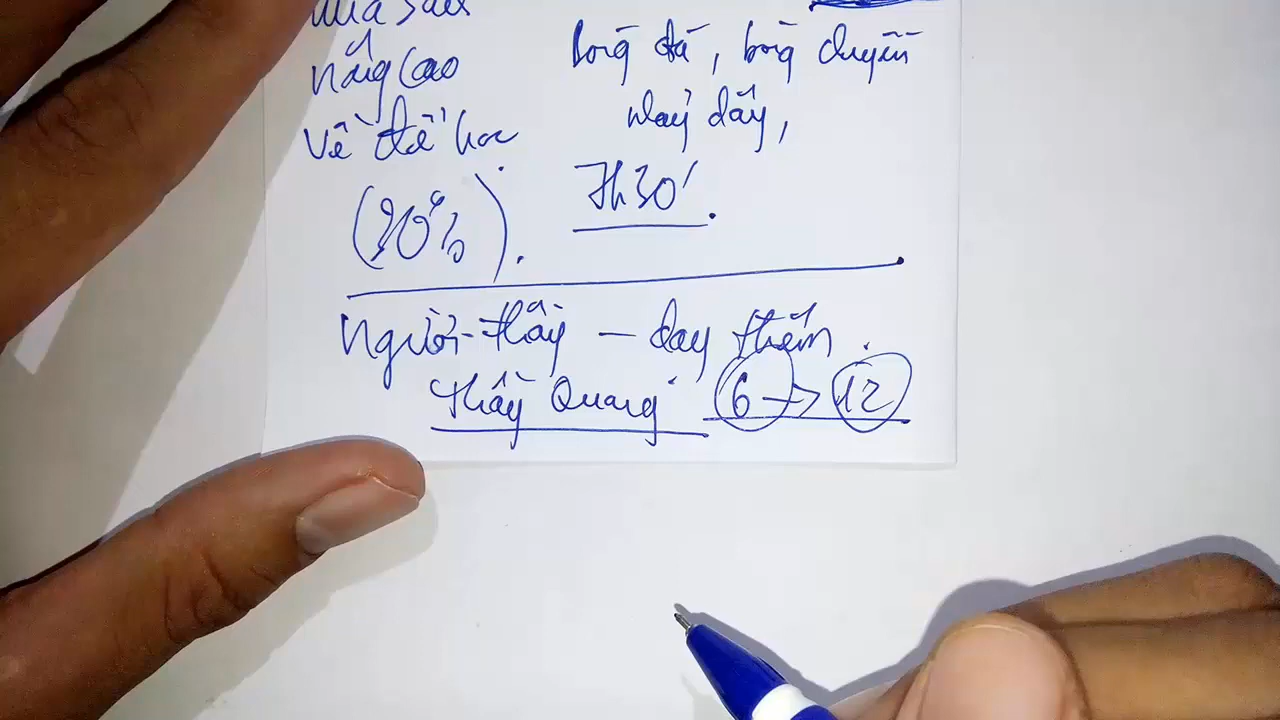 nâng cao
về để học
(90%).
bóng đá, bóng chuyền
nhảy dây,
7h30'.
Người thầy – dạy thêm.
thầy Quang 6 → 12